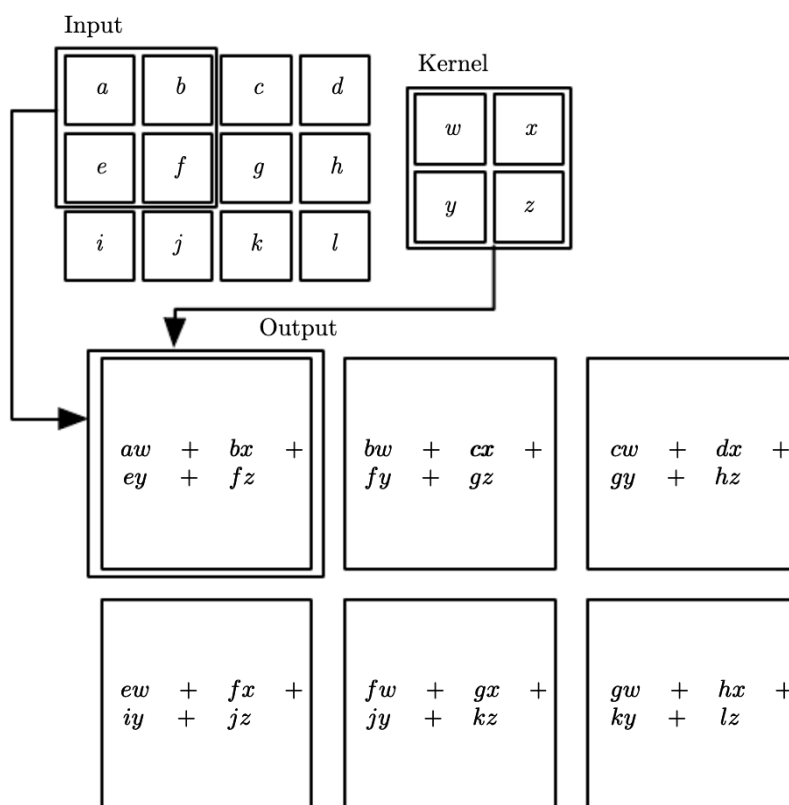 Input
a b c d
e f g h
i j k l
Kernel
w x
y z
Output
aw + bx +
ey + fz
bw + cx +
fy + gz
cw + dx +
gy + hz
ew + fx +
iy + jz
fw + gx +
jy + kz
gw + hx +
ky + lz